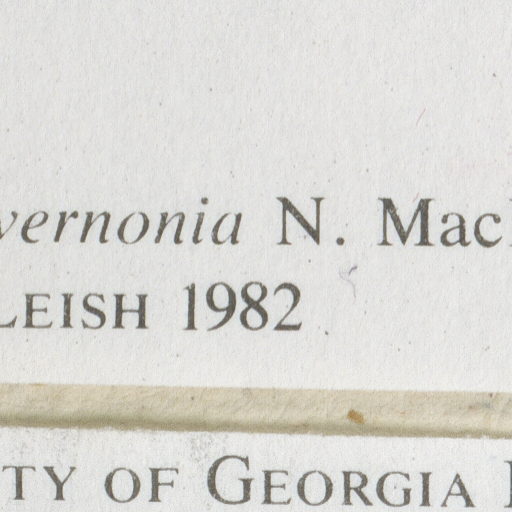 vernonia N. Mac
LEISH 1982
TY OF GEORGIA